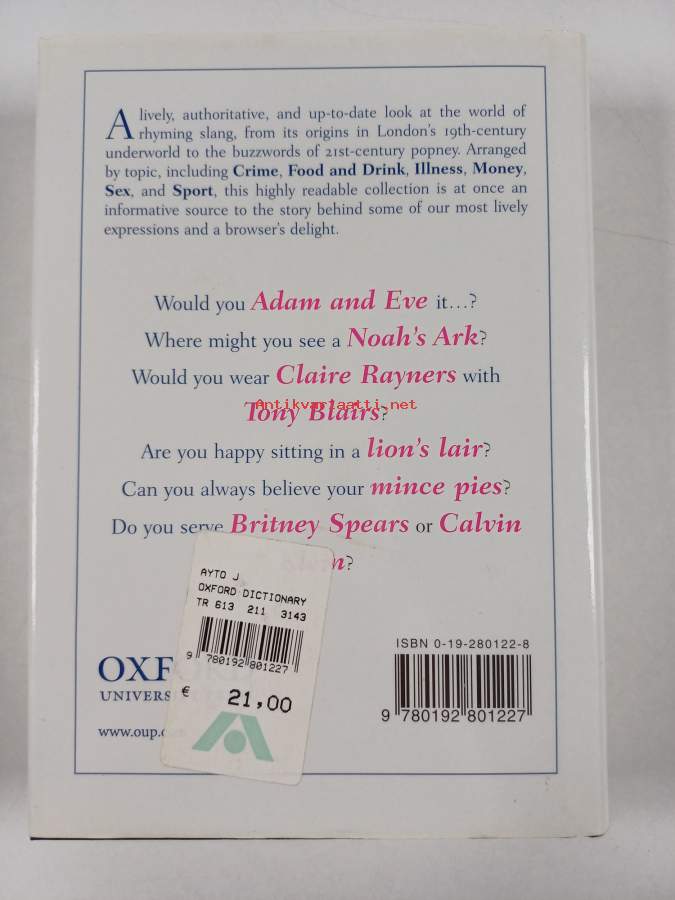 A lively, authoritative, and up-to-date look at the world of
rhyming slang, from its origins in London's 19th-century
underworld to the buzzwords of 21st-century popney. Arranged
by topic, including Crime, Food and Drink, Illness, Money,
Sex, and Sport, this highly readable collection is at once an
informative source to the story behind some of our most lively
expressions and a browser's delight.
Would you Adam and Eve it...?
Where might you see a Noah's Ark?
Would you wear Claire Rayners with
Antikvariaatti.net
Tony Blairs?
Are you happy sitting in a lion's lair?
Can you always believe your mince pies?
Do you serve Britney Spears or Calvin
n?
AYTO J
OXFORD DICTIONARY
TR 613 211 3143
9 780192 801227
€ 21,00
ISBN 0-19-280122-8
9 780192 801227
OXF
UNIVERS
www.oup.c